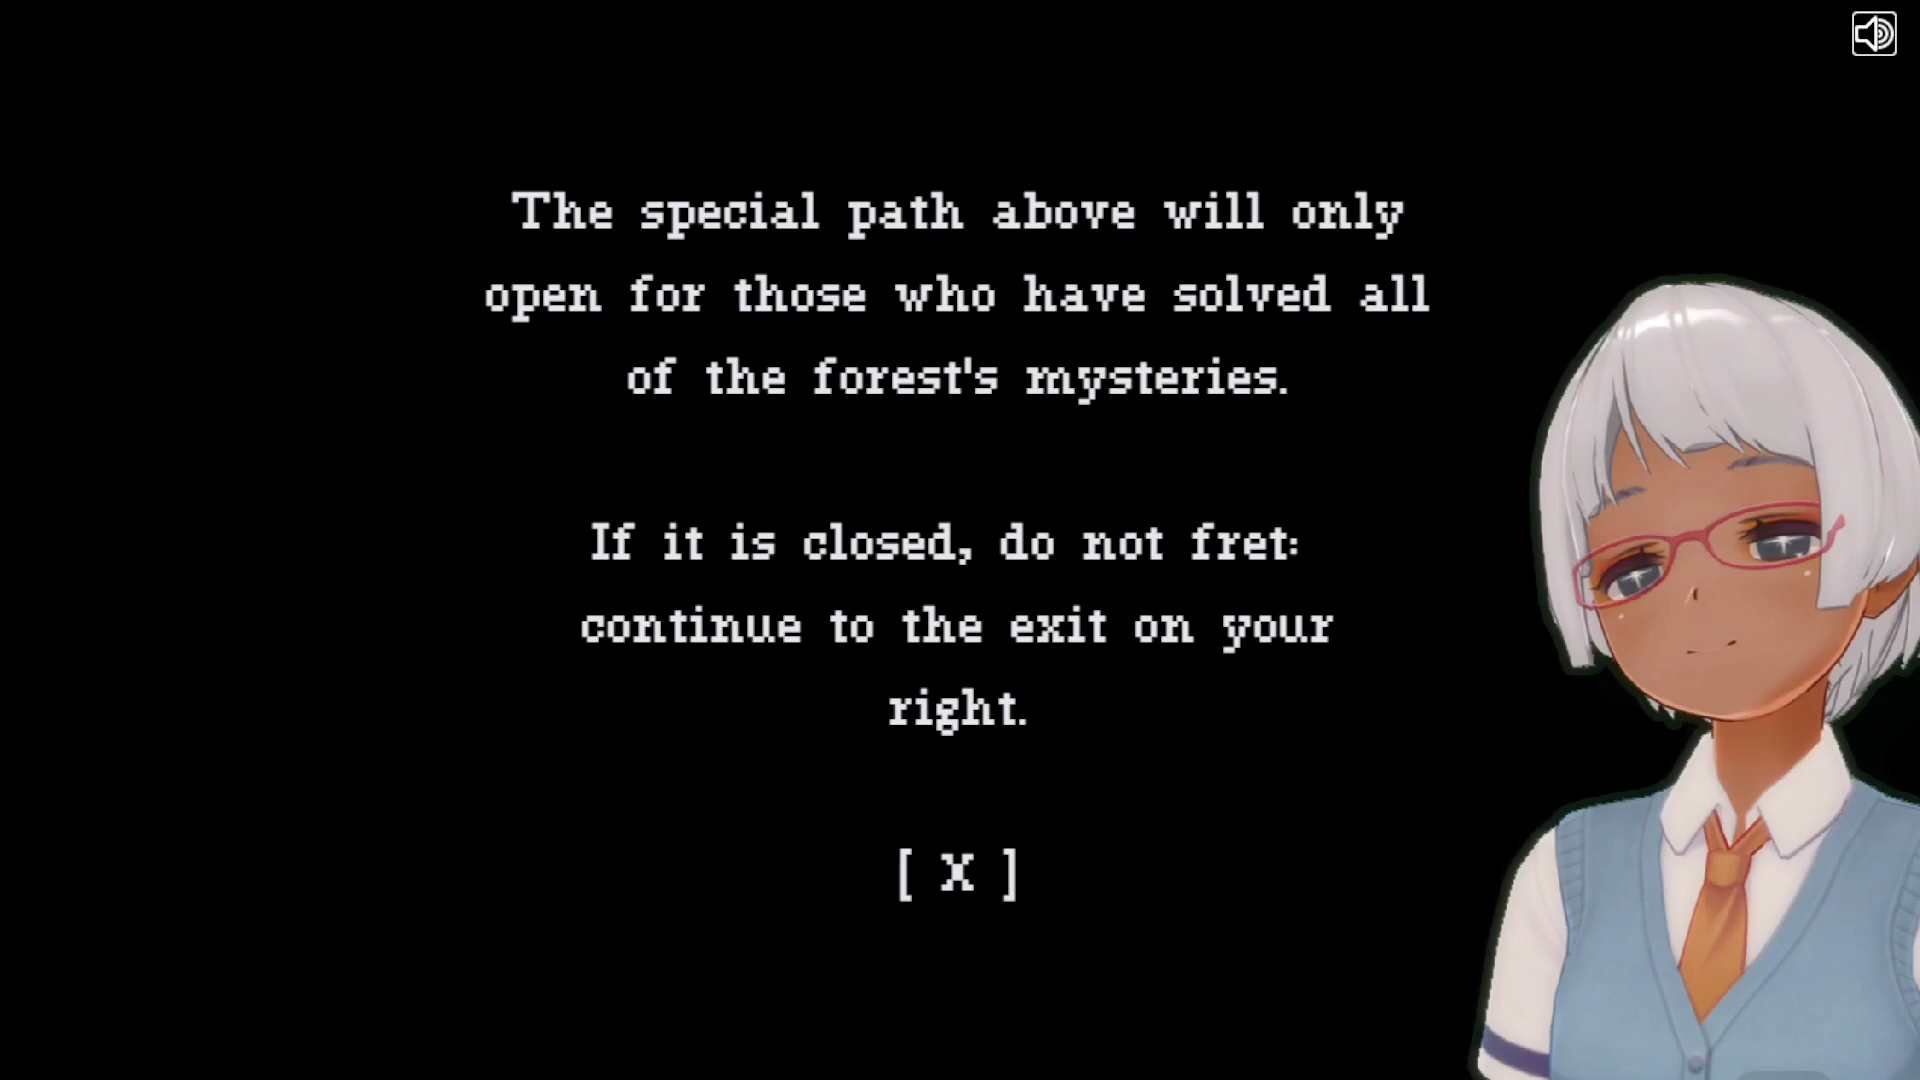 The special path above will only
open for those who have solved all
of the forest's mysteries.
If it is closed, do not fret:
continue to the exit on your
right.
[ X ]